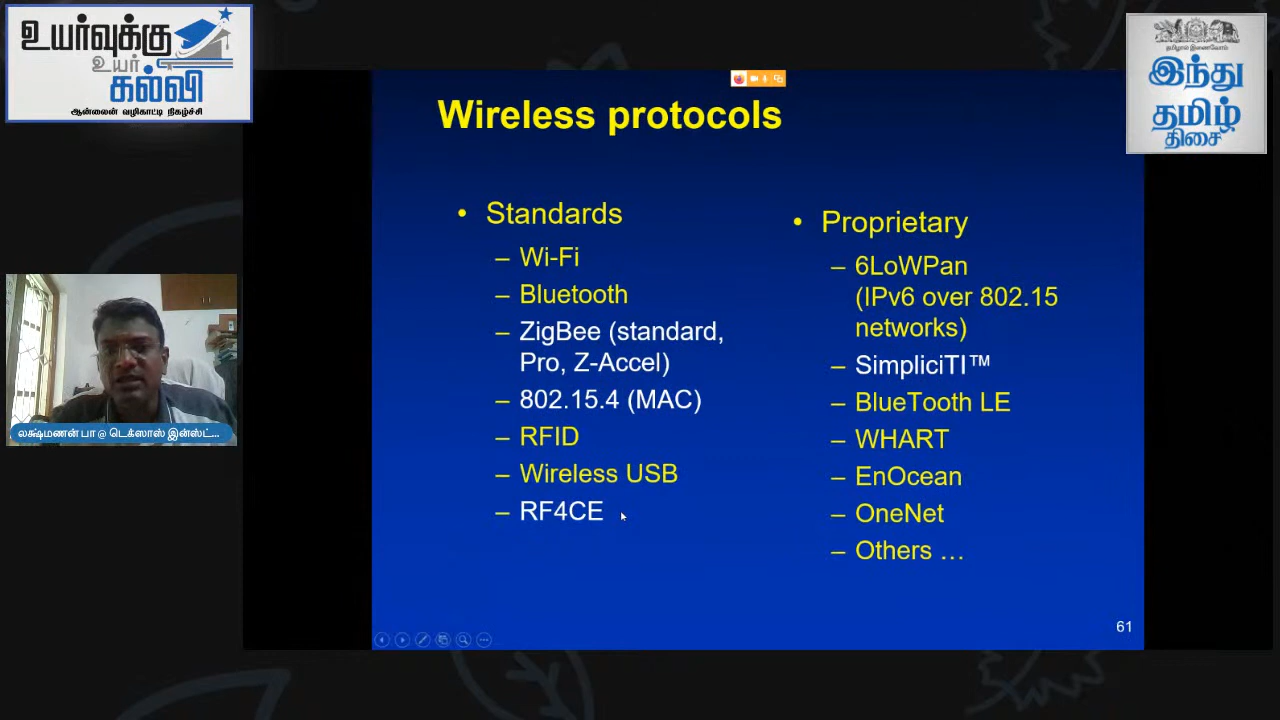 உயர்வுக்கு
உயர்
கல்வி
ஆன்லைன் வழிகாட்டி நிகழ்ச்சி
தமிழால் இணைவோம்
இந்து
தமிழ்
திசை
Wireless protocols
• Standards
– Wi-Fi
– Bluetooth
– ZigBee (standard,
Pro, Z-Accel)
– 802.15.4 (MAC)
– RFID
– Wireless USB
– RF4CE
• Proprietary
– 6LoWPan
(IPv6 over 802.15
networks)
– SimpliciTI™
– BlueTooth LE
– WHART
– EnOcean
– OneNet
– Others …
61
லக்ஷ்மணன் பா @ டெக்ஸாஸ் இன்ஸ்ட்...